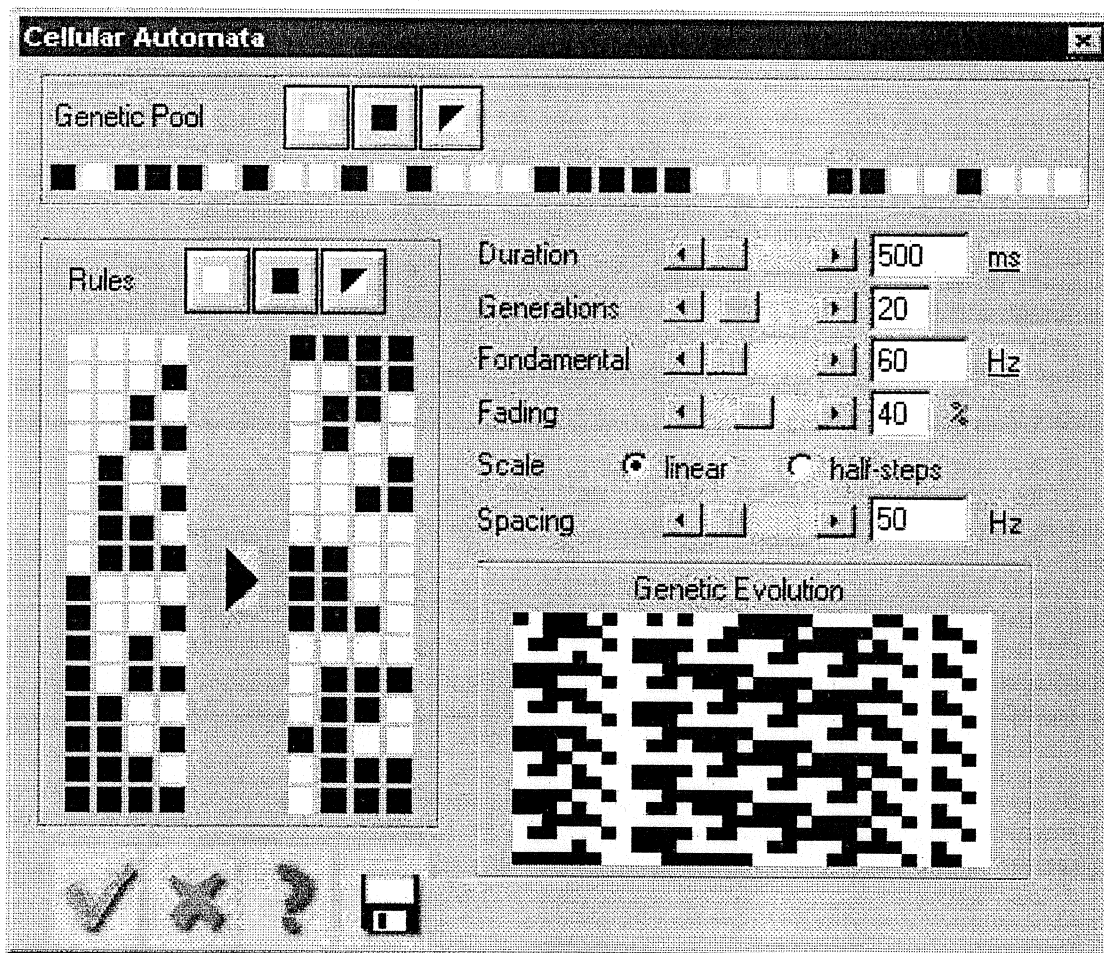 Cellular Automata
Genetic Pool
Rules
Duration 500 ms
Generations 20
Fondamental 60 Hz
Fading 40 %
Scale linear half-steps
Spacing 50 Hz
Genetic Evolution